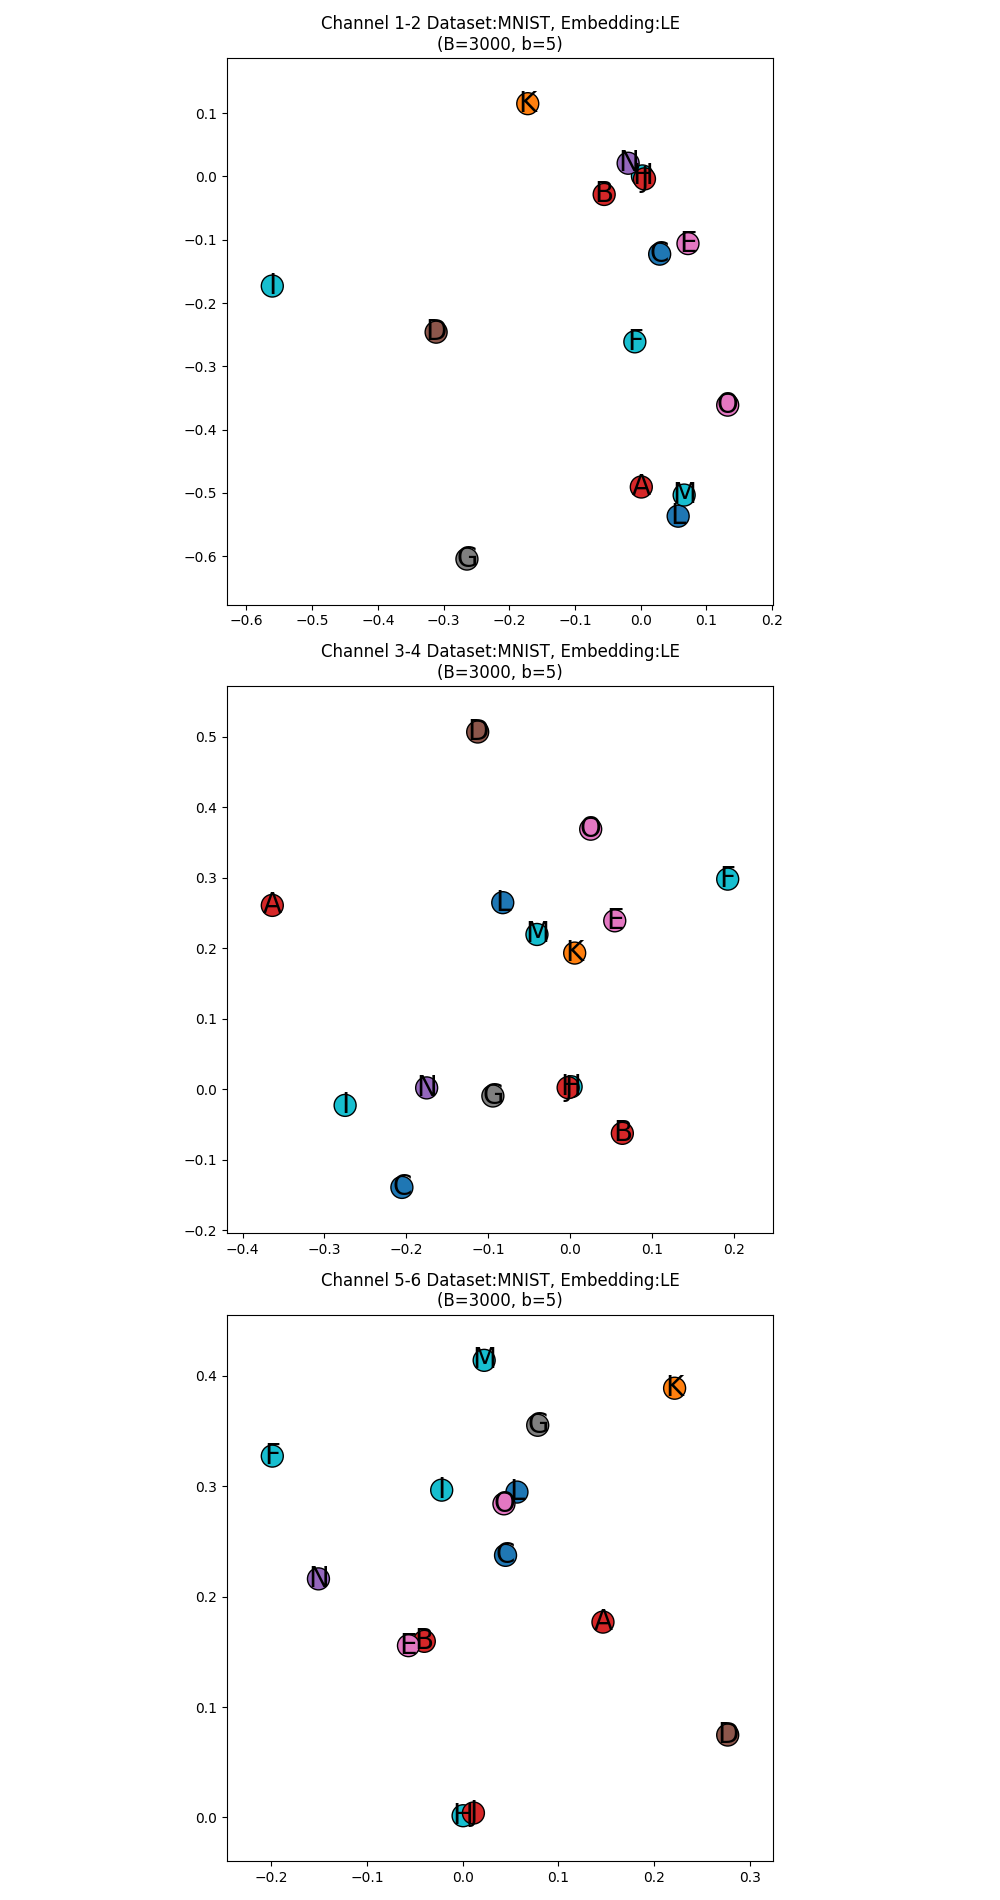 Channel 1-2 Dataset:MNIST, Embedding:LE
(B=3000, b=5)
K
0.1
N
0.0
H
J
B
−0.1
E
C
I
−0.2
D
F
−0.3
O
−0.4
A
M
−0.5
L
G
−0.6
−0.6 −0.5 −0.4 −0.3 −0.2 −0.1 0.0 0.1 0.2
Channel 3-4 Dataset:MNIST, Embedding:LE
(B=3000, b=5)
D
0.5
O
0.4
F
0.3
A
L
E
M
0.2
K
0.1
N
0.0
G
J
H
I
B
−0.1
C
−0.2
−0.4 −0.3 −0.2 −0.1 0.0 0.1 0.2
Channel 5-6 Dataset:MNIST, Embedding:LE
(B=3000, b=5)
M
0.4
K
G
F
0.3
I
L
O
C
N
0.2
A
E
B
0.1
D
0.0
H
J
−0.2 −0.1 0.0 0.1 0.2 0.3